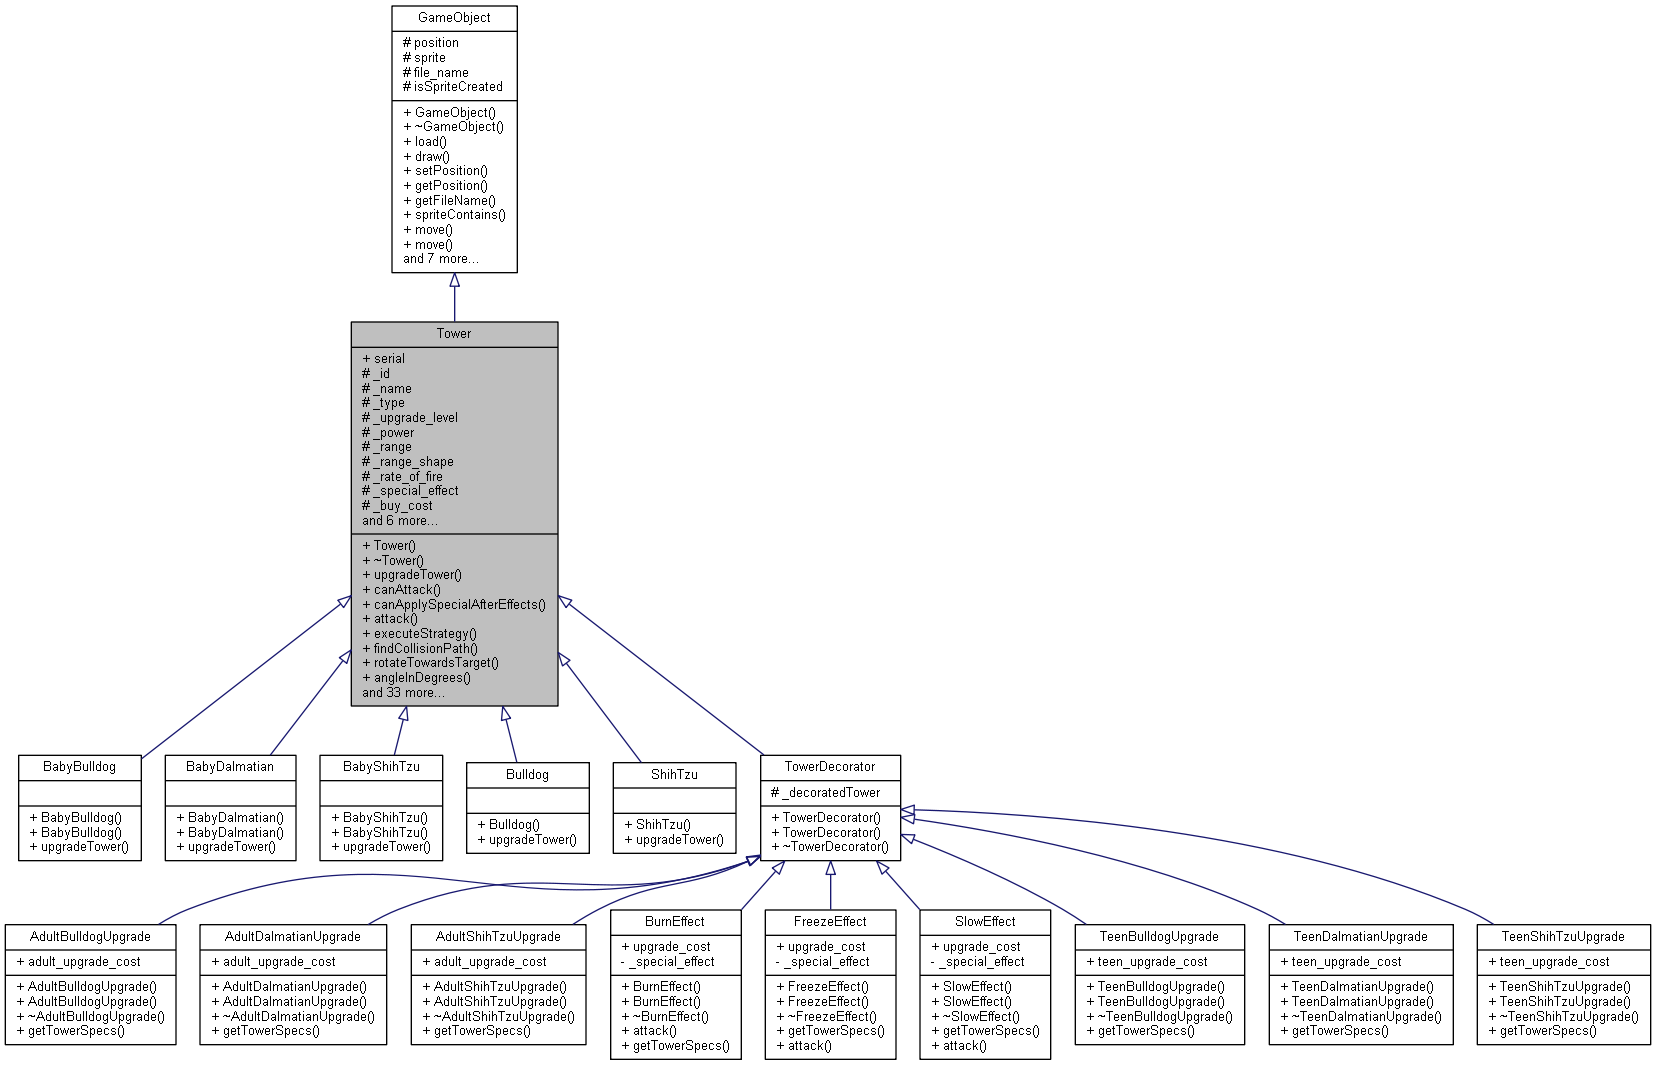 GameObject
# position
# sprite
# file_name
# isSpriteCreated
+ GameObject()
+ ~GameObject()
+ load()
+ draw()
+ setPosition()
+ getPosition()
+ getFileName()
+ spriteContains()
+ move()
+ move()
and 7 more...
Tower
+ serial
# _id
# _name
# _type
# _upgrade_level
# _power
# _range
# _range_shape
# _rate_of_fire
# _special_effect
# _buy_cost
and 6 more...
+ Tower()
+ ~Tower()
+ upgradeTower()
+ canAttack()
+ canApplySpecialAfterEffects()
+ attack()
+ executeStrategy()
+ findCollisionPath()
+ rotateTowardsTarget()
+ angleInDegrees()
and 33 more...
BabyBulldog
+ BabyBulldog()
+ BabyBulldog()
+ upgradeTower()
BabyDalmatian
+ BabyDalmatian()
+ BabyDalmatian()
+ upgradeTower()
BabyShihTzu
+ BabyShihTzu()
+ BabyShihTzu()
+ upgradeTower()
Bulldog
+ Bulldog()
+ upgradeTower()
ShihTzu
+ ShihTzu()
+ upgradeTower()
TowerDecorator
# _decoratedTower
+ TowerDecorator()
+ TowerDecorator()
+ ~TowerDecorator()
AdultBulldogUpgrade
+ adult_upgrade_cost
+ AdultBulldogUpgrade()
+ AdultBulldogUpgrade()
+ ~AdultBulldogUpgrade()
+ getTowerSpecs()
AdultDalmatianUpgrade
+ adult_upgrade_cost
+ AdultDalmatianUpgrade()
+ AdultDalmatianUpgrade()
+ ~AdultDalmatianUpgrade()
+ getTowerSpecs()
AdultShihTzuUpgrade
+ adult_upgrade_cost
+ AdultShihTzuUpgrade()
+ AdultShihTzuUpgrade()
+ ~AdultShihTzuUpgrade()
+ getTowerSpecs()
BurnEffect
+ upgrade_cost
- _special_effect
+ BurnEffect()
+ BurnEffect()
+ ~BurnEffect()
+ attack()
+ getTowerSpecs()
FreezeEffect
+ upgrade_cost
- _special_effect
+ FreezeEffect()
+ FreezeEffect()
+ ~FreezeEffect()
+ getTowerSpecs()
+ attack()
SlowEffect
+ upgrade_cost
- _special_effect
+ SlowEffect()
+ SlowEffect()
+ ~SlowEffect()
+ getTowerSpecs()
+ attack()
TeenBulldogUpgrade
+ teen_upgrade_cost
+ TeenBulldogUpgrade()
+ TeenBulldogUpgrade()
+ ~TeenBulldogUpgrade()
+ getTowerSpecs()
TeenDalmatianUpgrade
+ teen_upgrade_cost
+ TeenDalmatianUpgrade()
+ TeenDalmatianUpgrade()
+ ~TeenDalmatianUpgrade()
+ getTowerSpecs()
TeenShihTzuUpgrade
+ teen_upgrade_cost
+ TeenShihTzuUpgrade()
+ TeenShihTzuUpgrade()
+ ~TeenShihTzuUpgrade()
+ getTowerSpecs()